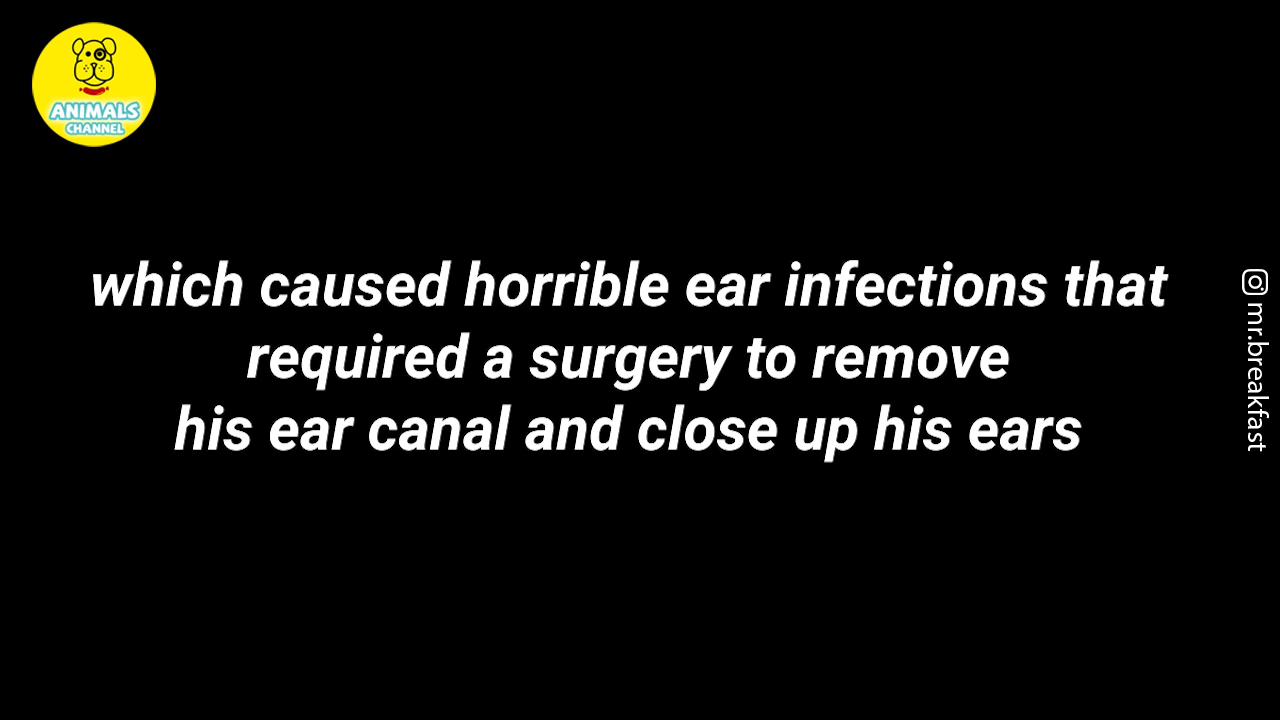 ANIMALS
CHANNEL
which caused horrible ear infections that
required a surgery to remove
his ear canal and close up his ears
mr.breakfast